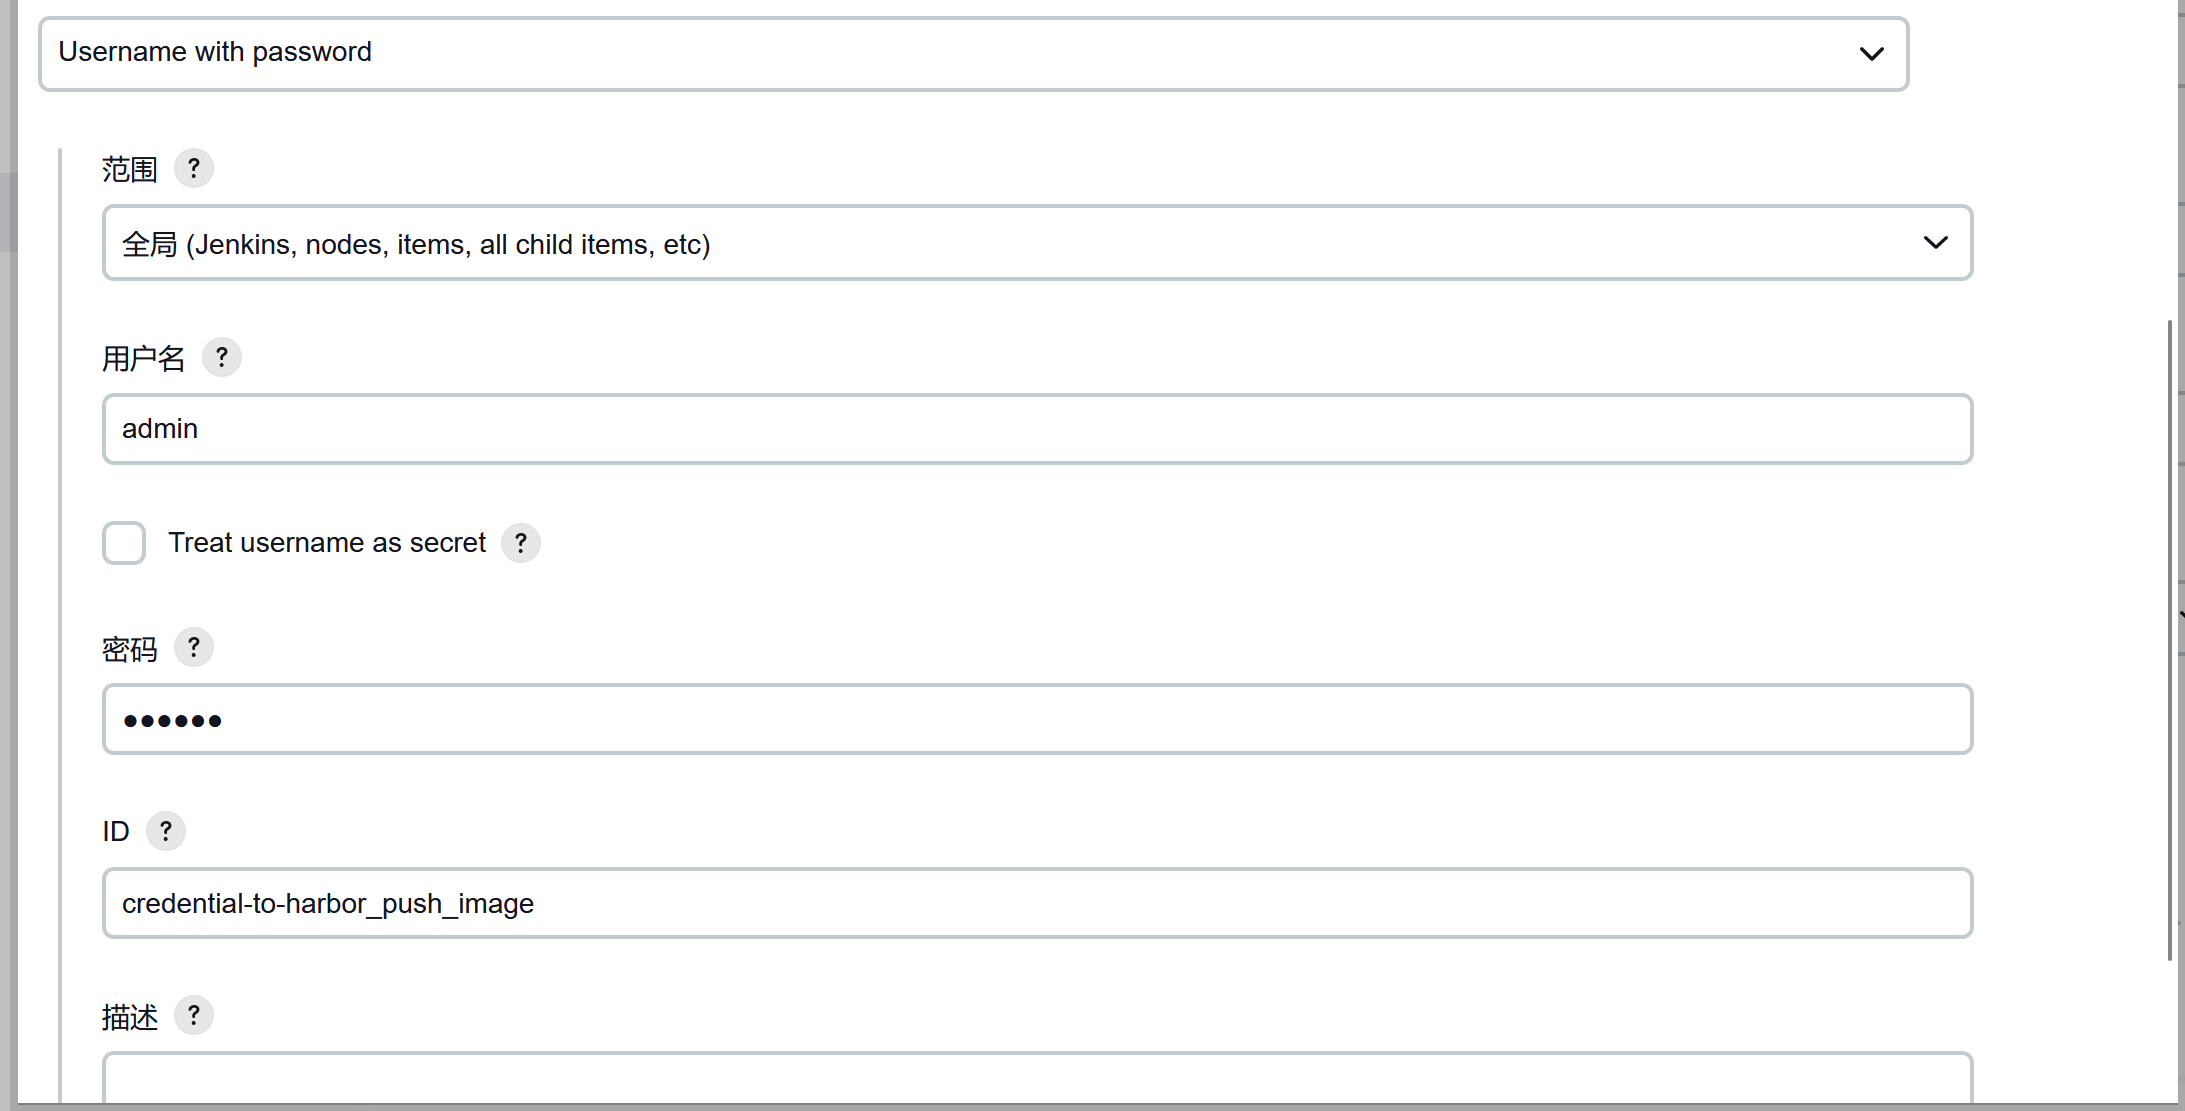 Username with password
范围 ?
全局 (Jenkins, nodes, items, all child items, etc)
用户名 ?
admin
Treat username as secret ?
密码 ?
••••••
ID ?
credential-to-harbor_push_image
描述 ?